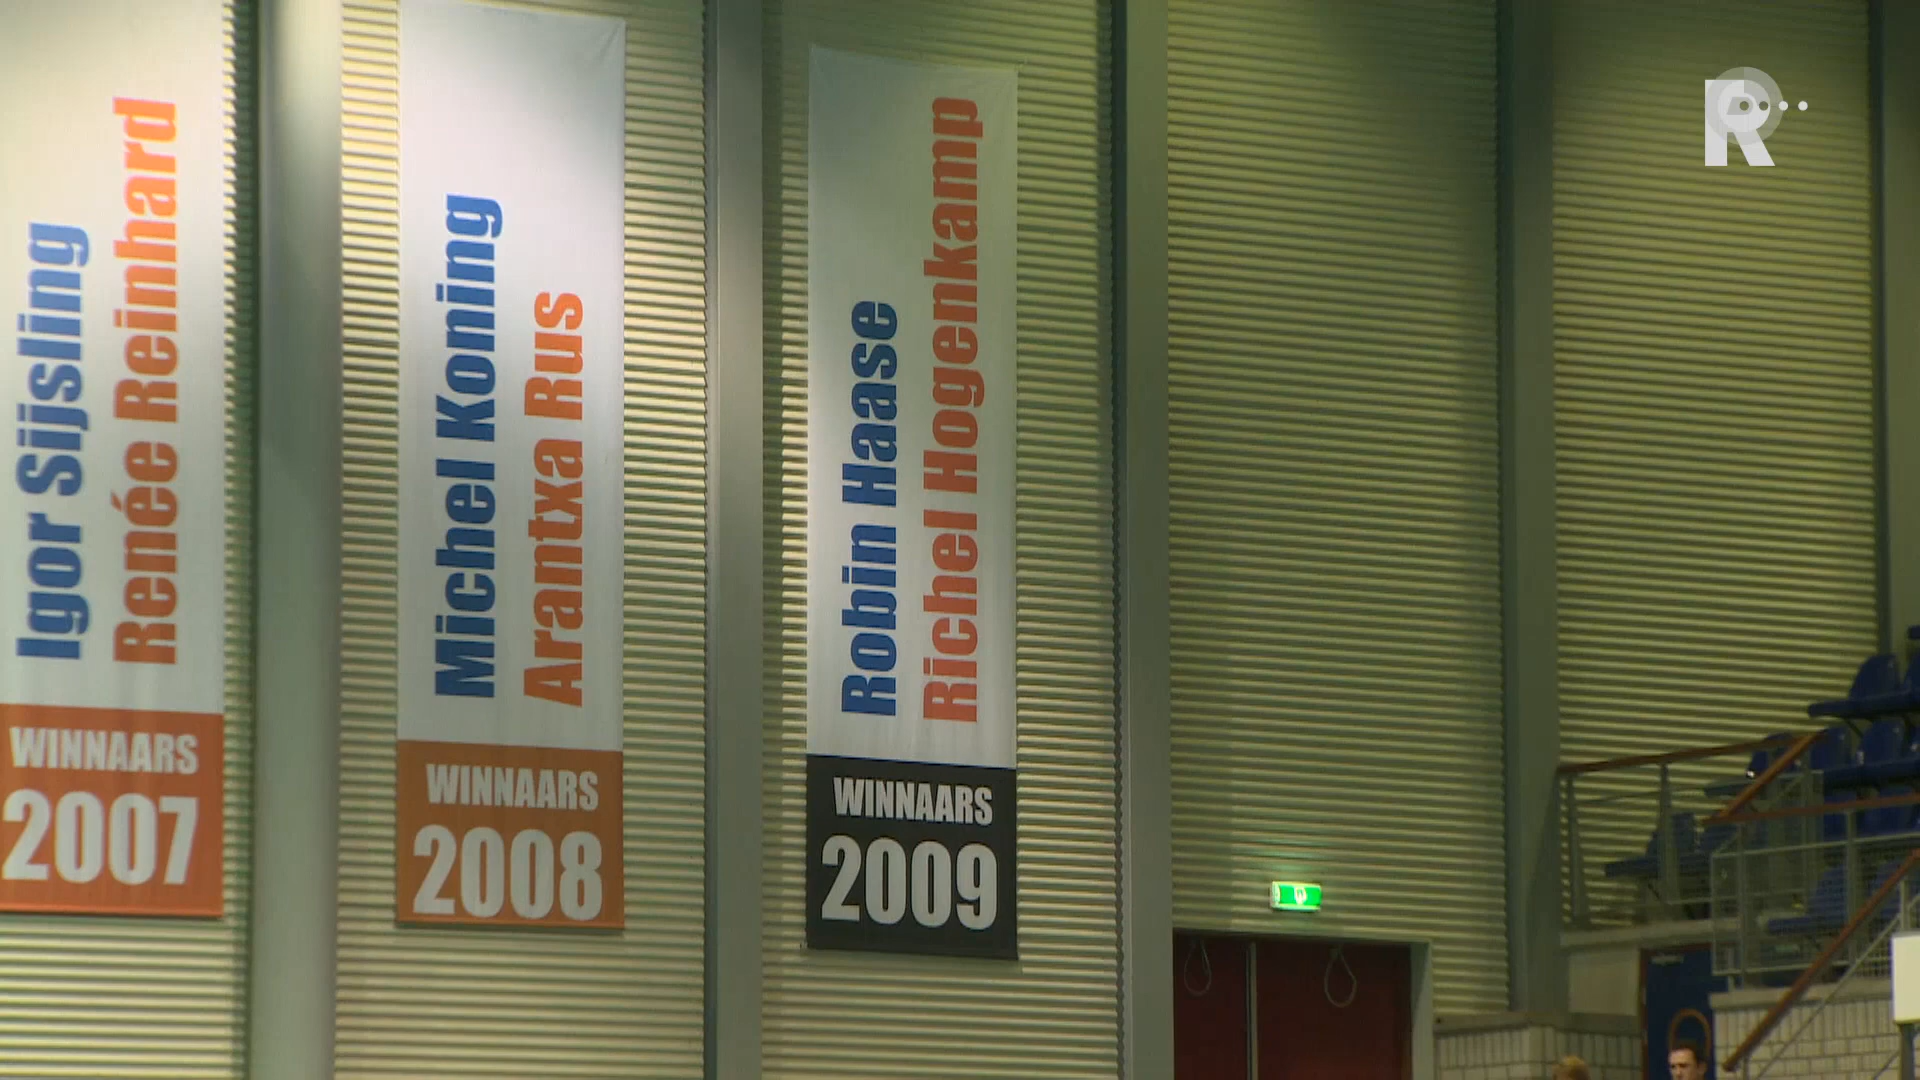 Igor Sijsling
Renée Reinhard
WINNAARS
2007
Michel Koning
Arantxa Rus
WINNAARS
2008
Robin Haase
Richel Hogenkamp
WINNAARS
2009
R